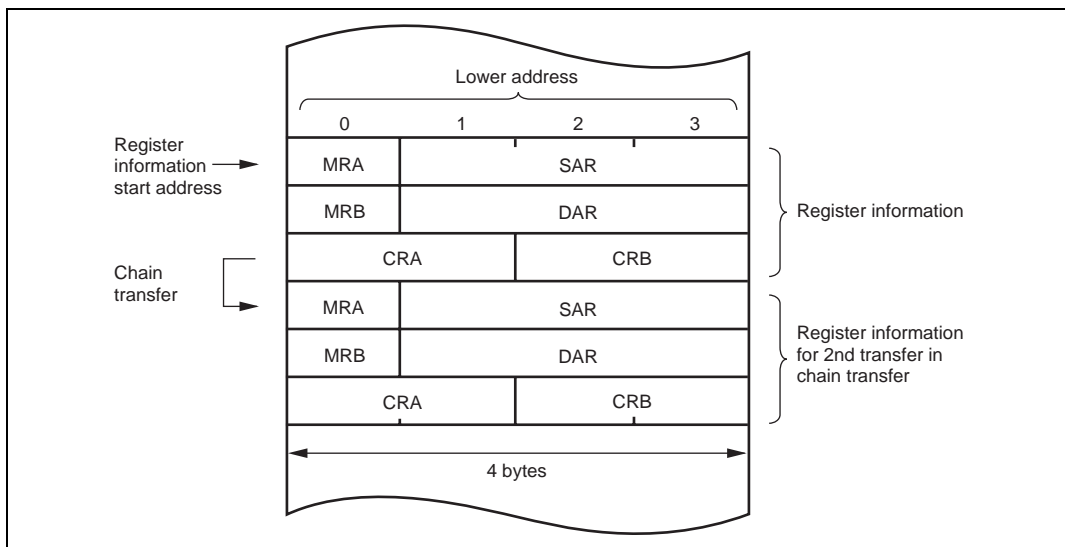 Lower address
0 1 2 3
Register
information
start address
MRA SAR
MRB DAR
Register information
CRA CRB
Chain
transfer
MRA SAR
MRB DAR
Register information
for 2nd transfer in
chain transfer
CRA CRB
4 bytes